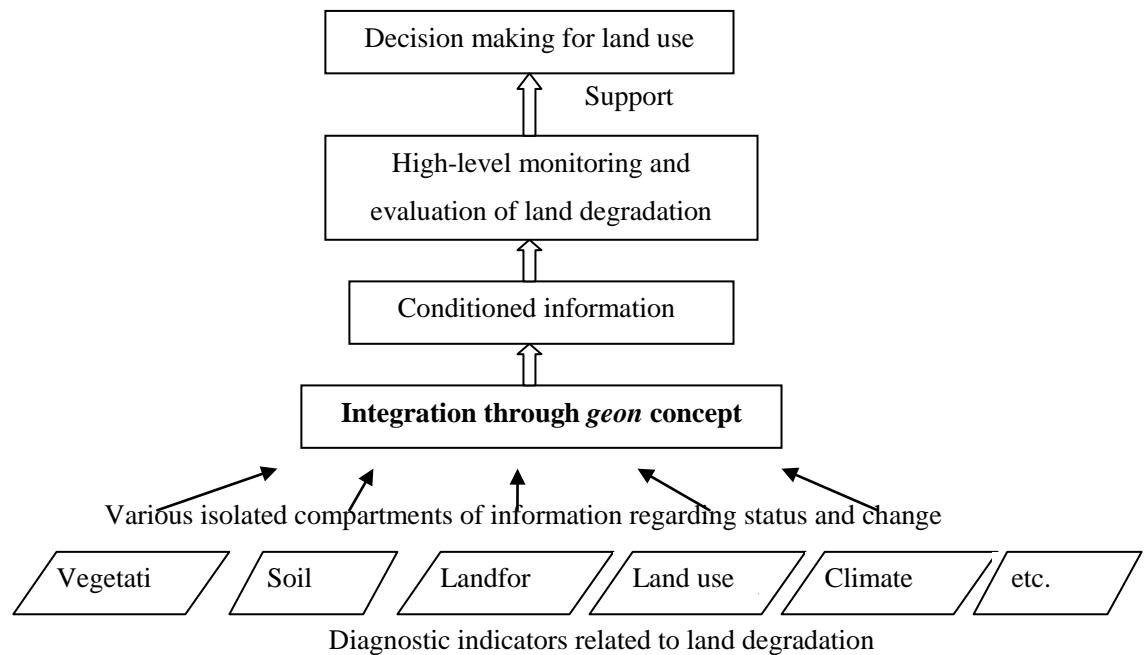 Decision making for land use
Support
High-level monitoring and
evaluation of land degradation
Conditioned information
Integration through geon concept
Various isolated compartments of information regarding status and change
Vegetati Soil Landfor Land use Climate etc.
Diagnostic indicators related to land degradation